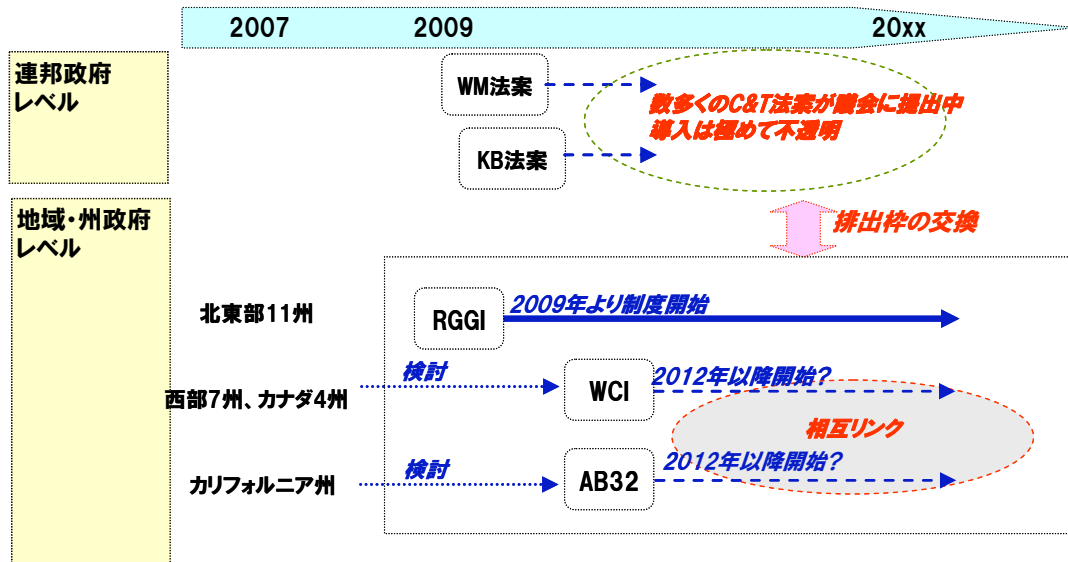 2007
2009
20xx
連邦政府
レベル
WM法案
KB法案
数多くのC&T法案が議会に提出中
導入は極めて不透明
地域・州政府
レベル
排出枠の交換
北東部11州
RGGI
2009年より制度開始
西部7州、カナダ4州
検討
WCI
2012年以降開始?
相互リンク
カリフォルニア州
検討
AB32
2012年以降開始?